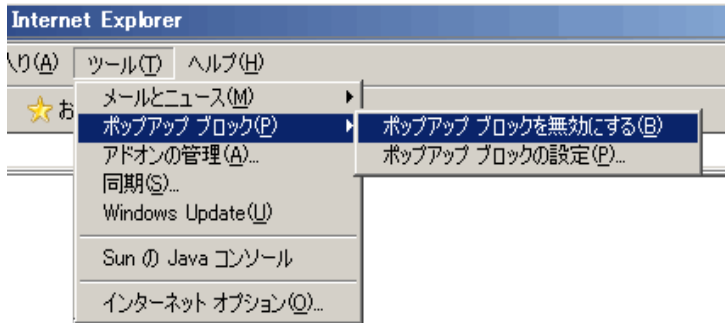 Internet Explorer
り(A) ツール(T) ヘルプ(H)
お
メールとニュース(M)
ポップアップ ブロック(P)
ポップアップ ブロックを無効にする(B)
アドオンの管理(A)...
ポップアップ ブロックの設定(P)...
同期(S)...
Windows Update(U)
Sun の Java コンソール
インターネット オプション(O)...